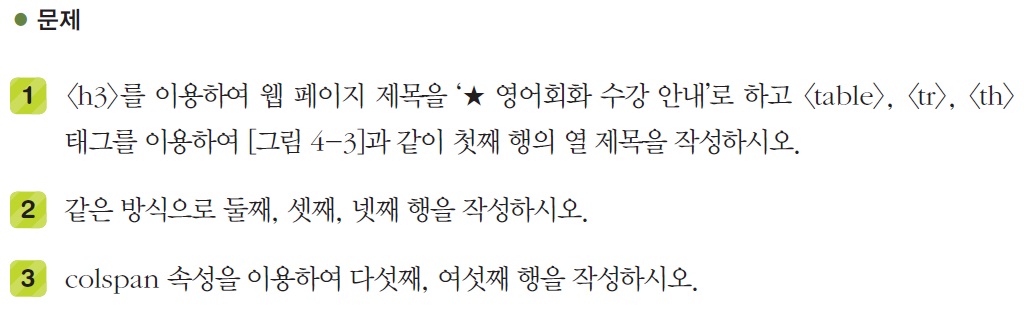 ● 문제
1 〈h3〉를 이용하여 웹 페이지 제목을 ‘★ 영어회화 수강 안내’로 하고 〈table〉, 〈tr〉, 〈th〉
태그를 이용하여 [그림 4-3]과 같이 첫째 행의 열 제목을 작성하시오.
2 같은 방식으로 둘째, 셋째, 넷째 행을 작성하시오.
3 colspan 속성을 이용하여 다섯째, 여섯째 행을 작성하시오.